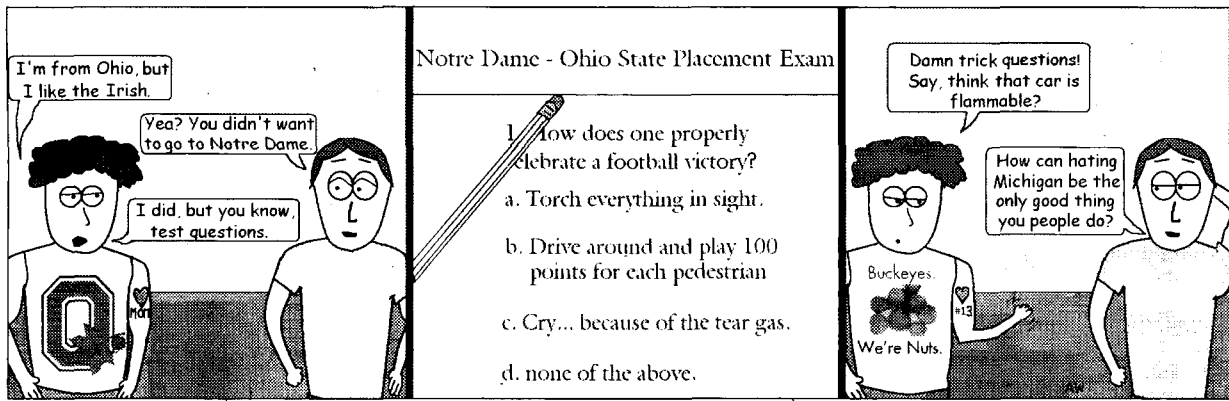 I'm from Ohio, but
I like the Irish.
Yea? You didn't want
to go to Notre Dame.
I did, but you know,
test questions.
O
Mom
Notre Dame - Ohio State Placement Exam
1. How does one properly
celebrate a football victory?
a. Torch everything in sight.
b. Drive around and play 100
points for each pedestrian
c. Cry... because of the tear gas.
d. none of the above.
Damn trick questions!
Say, think that car is
flammable?
How can hating
Michigan be the
only good thing
you people do?
Buckeyes.
We're Nuts.
#13
AW